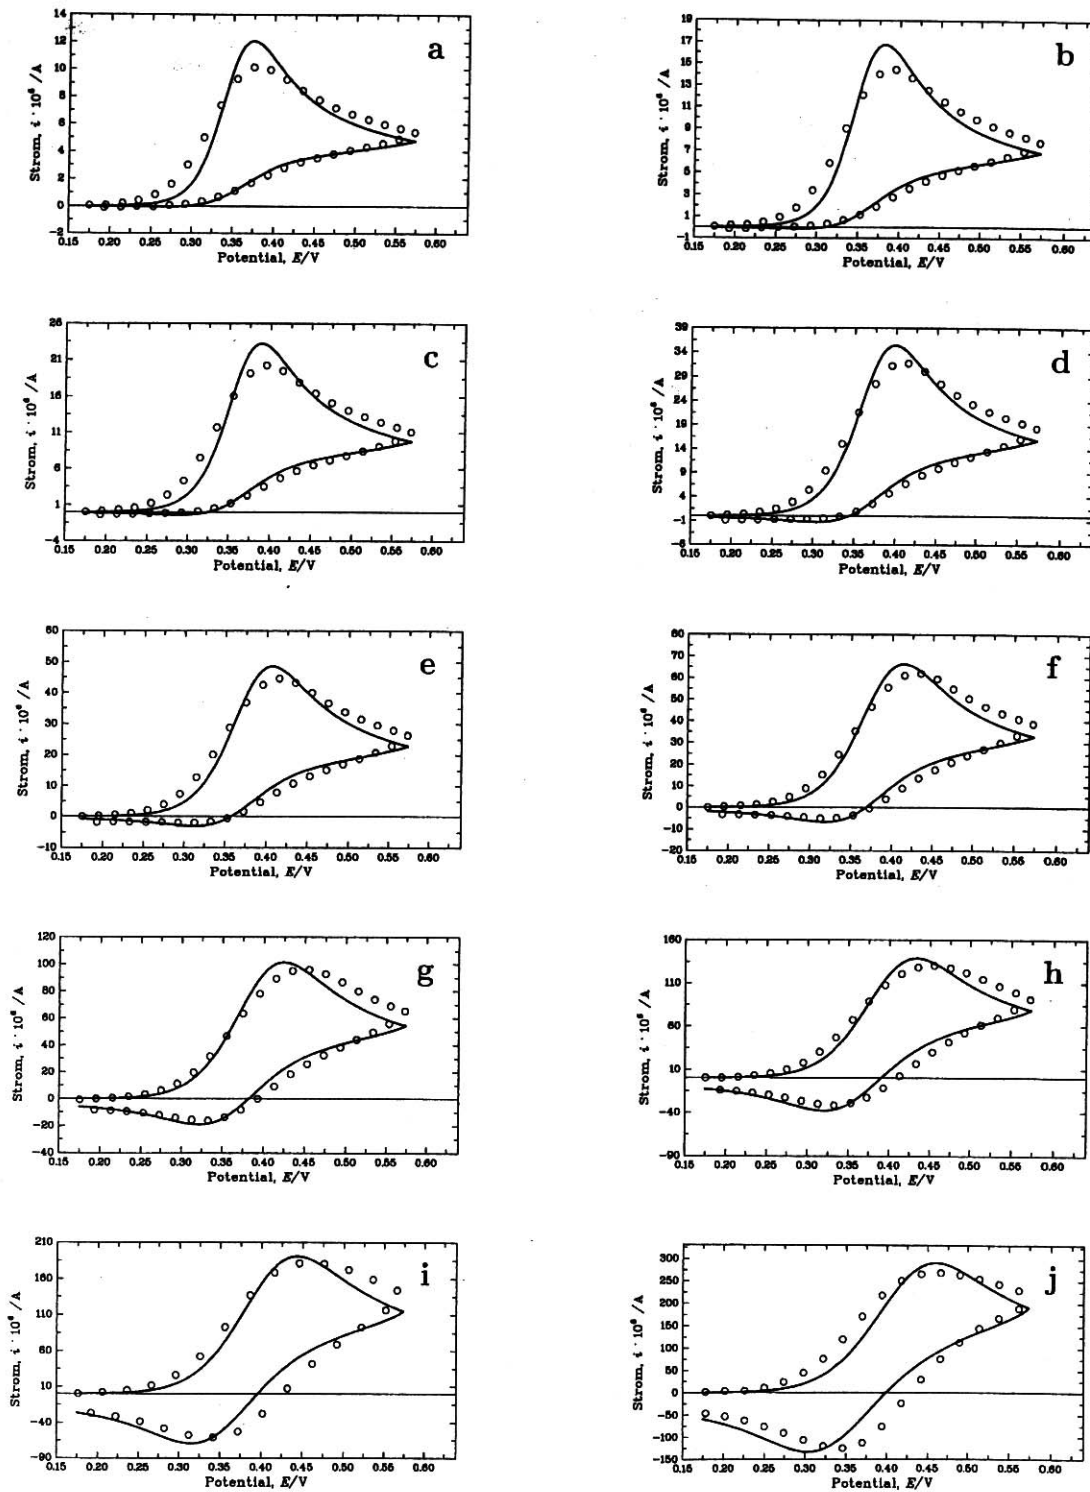 a
Strom, i · 10⁶ /A
14
12
10
8
6
4
2
0
−2
0.15 0.20 0.25 0.30 0.35 0.40 0.45 0.50 0.55 0.60
Potential, E/V
b
Strom, i · 10⁶ /A
19
17
15
13
11
9
7
5
3
1
−1
0.15 0.20 0.25 0.30 0.35 0.40 0.45 0.50 0.55 0.60
Potential, E/V
c
Strom, i · 10⁶ /A
26
21
16
11
6
1
−4
0.15 0.20 0.25 0.30 0.35 0.40 0.45 0.50 0.55 0.60
Potential, E/V
d
Strom, i · 10⁶ /A
39
34
29
24
19
14
9
4
−1
−6
0.15 0.20 0.25 0.30 0.35 0.40 0.45 0.50 0.55 0.60
Potential, E/V
e
Strom, i · 10⁶ /A
60
50
40
30
20
10
0
−10
0.15 0.20 0.25 0.30 0.35 0.40 0.45 0.50 0.55 0.60
Potential, E/V
f
Strom, i · 10⁶ /A
80
70
60
50
40
30
20
10
0
−10
−20
0.15 0.20 0.25 0.30 0.35 0.40 0.45 0.50 0.55 0.60
Potential, E/V
g
Strom, i · 10⁶ /A
120
100
80
60
40
20
0
−20
−40
0.15 0.20 0.25 0.30 0.35 0.40 0.45 0.50 0.55 0.60
Potential, E/V
h
Strom, i · 10⁶ /A
160
110
60
10
−40
−90
0.15 0.20 0.25 0.30 0.35 0.40 0.45 0.50 0.55 0.60
Potential, E/V
i
Strom, i · 10⁶ /A
210
160
110
60
10
−40
−90
0.15 0.20 0.25 0.30 0.35 0.40 0.45 0.50 0.55 0.60
Potential, E/V
j
Strom, i · 10⁶ /A
300
250
200
150
100
50
0
−50
−100
−150
0.15 0.20 0.25 0.30 0.35 0.40 0.45 0.50 0.55 0.60
Potential, E/V